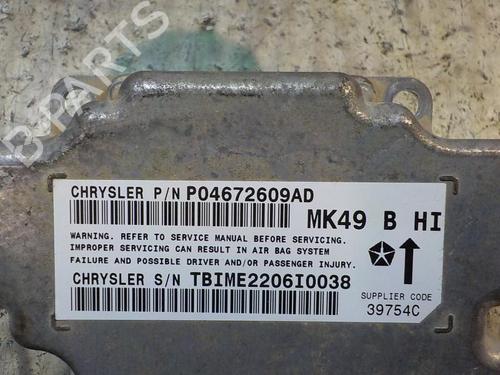 B-PARTS
CHRYSLER P/N P04672609AD
MK49 B HI
WARNING. REFER TO SERVICE MANUAL BEFORE SERVICING.
IMPROPER SERVICING CAN RESULT IN AIR BAG SYSTEM
FAILURE AND POSSIBLE DRIVER AND/OR PASSENGER INJURY.
CHRYSLER S/N TBIME2206I0038
SUPPLIER CODE
39754C